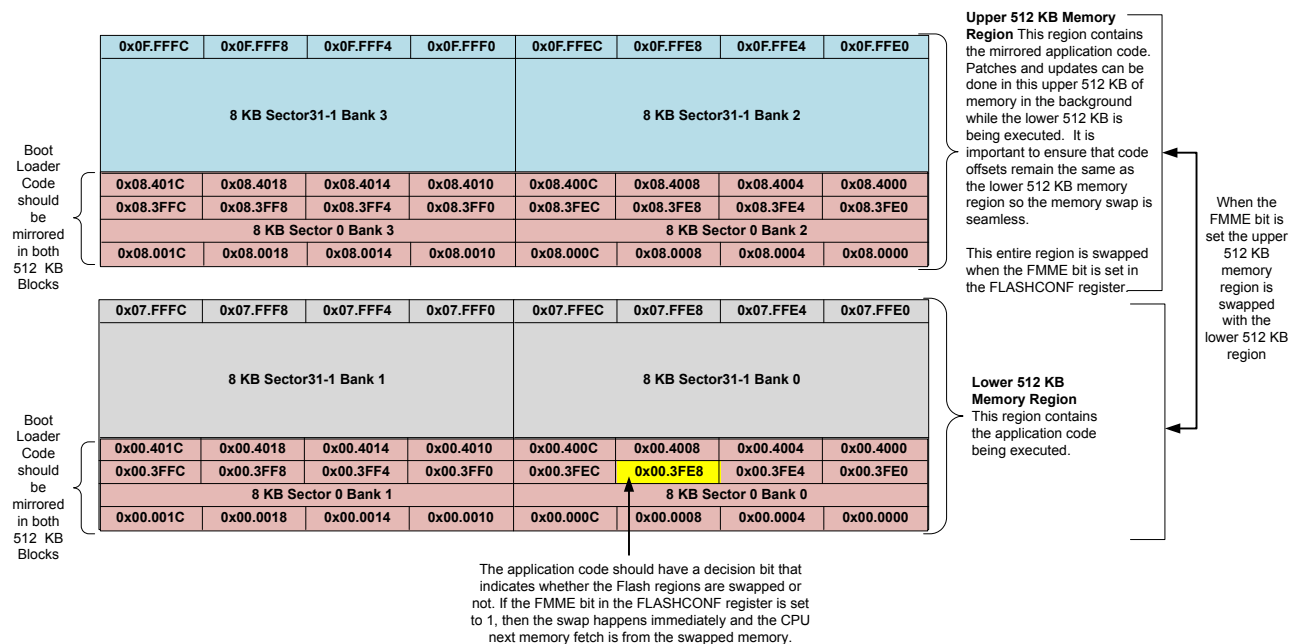 Upper 512 KB Memory
Region This region contains
the mirrored application code.
Patches and updates can be
done in this upper 512 KB of
memory in the background
while the lower 512 KB is
being executed. It is
important to ensure that code
offsets remain the same as
the lower 512 KB memory
region so the memory swap is
seamless.
This entire region is swapped
when the FMME bit is set in
the FLASHCONF register.
0x0F.FFFC 0x0F.FFF8 0x0F.FFF4 0x0F.FFF0 0x0F.FFEC 0x0F.FFE8 0x0F.FFE4 0x0F.FFE0
8 KB Sector31-1 Bank 3 8 KB Sector31-1 Bank 2
Boot
Loader
Code
should
be
mirrored
in both
512 KB
Blocks
0x08.401C 0x08.4018 0x08.4014 0x08.4010 0x08.400C 0x08.4008 0x08.4004 0x08.4000
0x08.3FFC 0x08.3FF8 0x08.3FF4 0x08.3FF0 0x08.3FEC 0x08.3FE8 0x08.3FE4 0x08.3FE0
8 KB Sector 0 Bank 3 8 KB Sector 0 Bank 2
0x08.001C 0x08.0018 0x08.0014 0x08.0010 0x08.000C 0x08.0008 0x08.0004 0x08.0000
When the
FMME bit is
set the upper
512 KB
memory
region is
swapped
with the
lower 512 KB
region
0x07.FFFC 0x07.FFF8 0x07.FFF4 0x07.FFF0 0x07.FFEC 0x07.FFE8 0x07.FFE4 0x07.FFE0
8 KB Sector31-1 Bank 1 8 KB Sector31-1 Bank 0
Lower 512 KB
Memory Region
This region contains
the application code
being executed.
Boot
Loader
Code
should
be
mirrored
in both
512 KB
Blocks
0x00.401C 0x00.4018 0x00.4014 0x00.4010 0x00.400C 0x00.4008 0x00.4004 0x00.4000
0x00.3FFC 0x00.3FF8 0x00.3FF4 0x00.3FF0 0x00.3FEC 0x00.3FE8 0x00.3FE4 0x00.3FE0
8 KB Sector 0 Bank 1 8 KB Sector 0 Bank 0
0x00.001C 0x00.0018 0x00.0014 0x00.0010 0x00.000C 0x00.0008 0x00.0004 0x00.0000
The application code should have a decision bit that
indicates whether the Flash regions are swapped or
not. If the FMME bit in the FLASHCONF register is set
to 1, then the swap happens immediately and the CPU
next memory fetch is from the swapped memory.